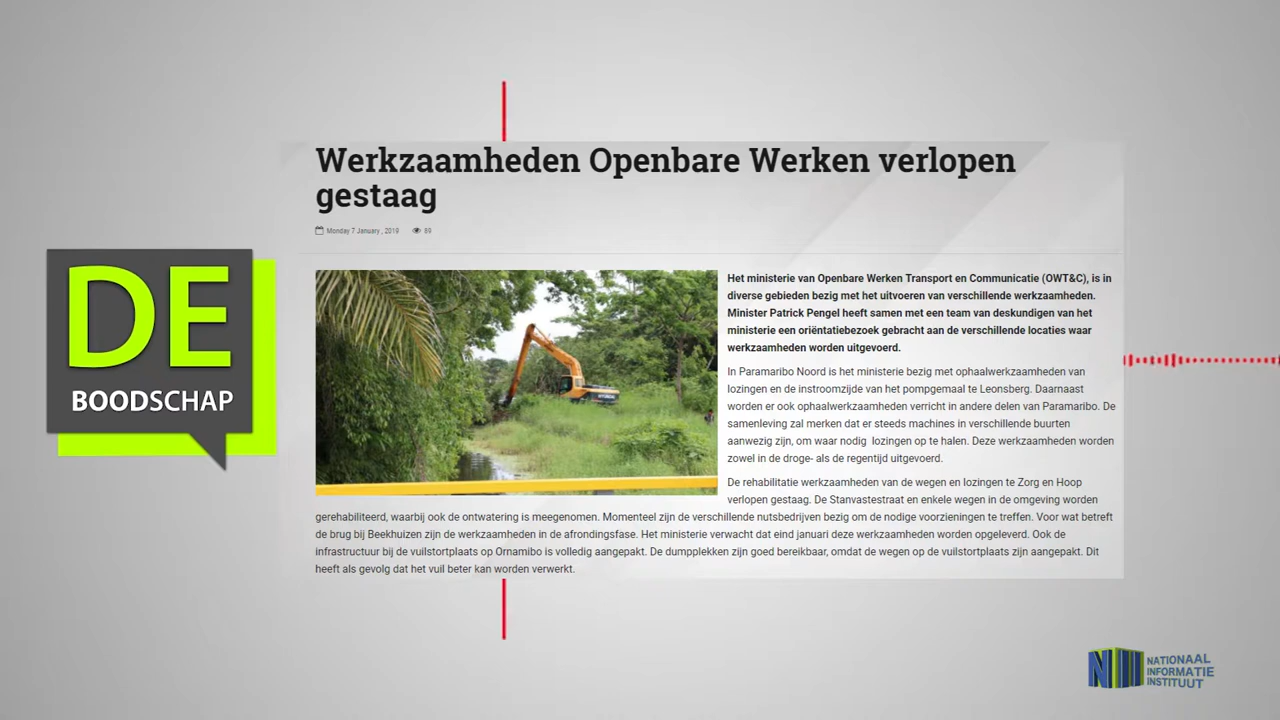 Werkzaamheden Openbare Werken verlopen
gestaag
Monday 7 January , 2019 89
DE
BOODSCHAP
Het ministerie van Openbare Werken Transport en Communicatie (OWT&C), is in
diverse gebieden bezig met het uitvoeren van verschillende werkzaamheden.
Minister Patrick Pengel heeft samen met een team van deskundigen van het
ministerie een oriëntatiebezoek gebracht aan de verschillende locaties waar
werkzaamheden worden uitgevoerd.
In Paramaribo Noord is het ministerie bezig met ophaalwerkzaamheden van
lozingen en de instroomzijde van het pompgemaal te Leonsberg. Daarnaast
worden er ook ophaalwerkzaamheden verricht in andere delen van Paramaribo. De
samenleving zal merken dat er steeds machines in verschillende buurten
aanwezig zijn, om waar nodig lozingen op te halen. Deze werkzaamheden worden
zowel in de droge- als de regentijd uitgevoerd.
De rehabilitatie werkzaamheden van de wegen en lozingen te Zorg en Hoop
verlopen gestaag. De Stanvastestraat en enkele wegen in de omgeving worden
gerehabiliteerd, waarbij ook de ontwatering is meegenomen. Momenteel zijn de verschillende nutsbedrijven bezig om de nodige voorzieningen te treffen. Voor wat betreft
de brug bij Beekhuizen zijn de werkzaamheden in de afrondingsfase. Het ministerie verwacht dat eind januari deze werkzaamheden worden opgeleverd. Ook de
infrastructuur bij de vuilstortplaats op Ornamibo is volledig aangepakt. De dumpplekken zijn goed bereikbaar, omdat de wegen op de vuilstortplaats zijn aangepakt. Dit
heeft als gevolg dat het vuil beter kan worden verwerkt.
NII NATIONAAL
INFORMATIE
INSTITUUT